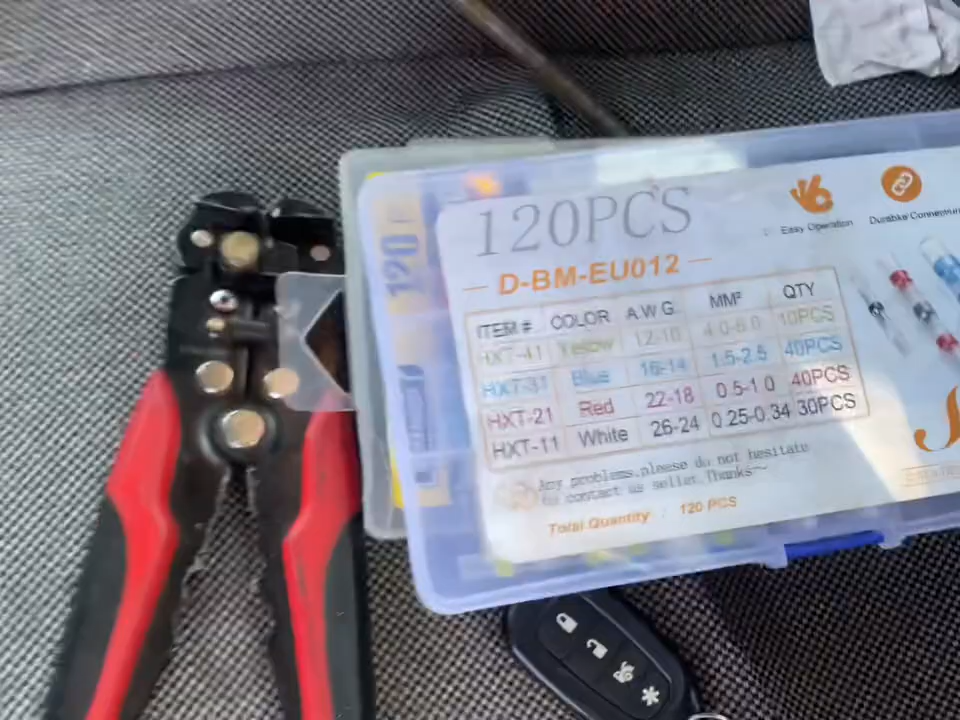 120PCS
D-BM-EU012
Easy Operation
Durable Connection
ITEM # COLOR A W G MM² QTY
HXT-41 Yellow 12-10 4.0-6.0 10PCS
HXT-31 Blue 16-14 1.5-2.5 40PCS
HXT-21 Red 22-18 0.5-1.0 40PCS
HXT-11 White 26-24 0.25-0.34 30PCS
Any problems,please do not hesitate
to contact us seller.Thanks~
Total Quantity : 120 PCS
120